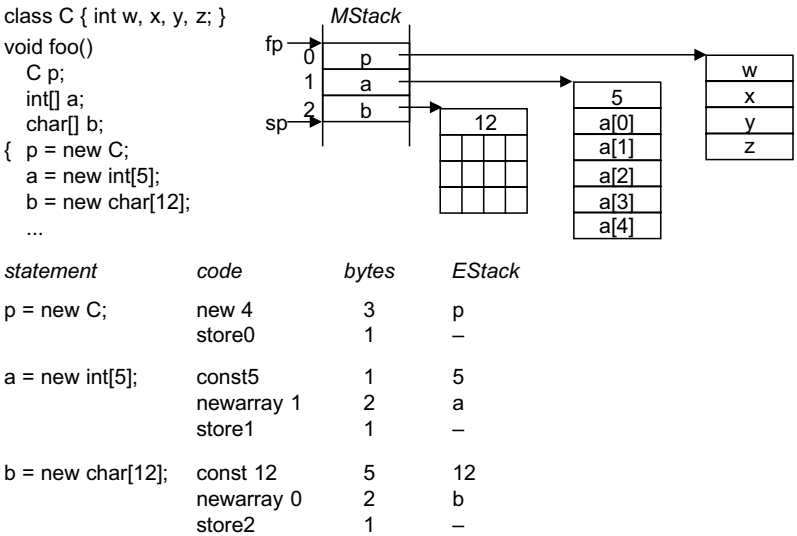 class C { int w, x, y, z; }
void foo()
C p;
int[] a;
char[] b;
{ p = new C;
a = new int[5];
b = new char[12];
...
MStack
fp
0 p
1 a
2 b
sp
12
5
a[0]
a[1]
a[2]
a[3]
a[4]
w
x
y
z
statement code bytes EStack
p = new C; new 4 3 p
store0 1 –
a = new int[5]; const5 1 5
newarray 1 2 a
store1 1 –
b = new char[12]; const 12 5 12
newarray 0 2 b
store2 1 –